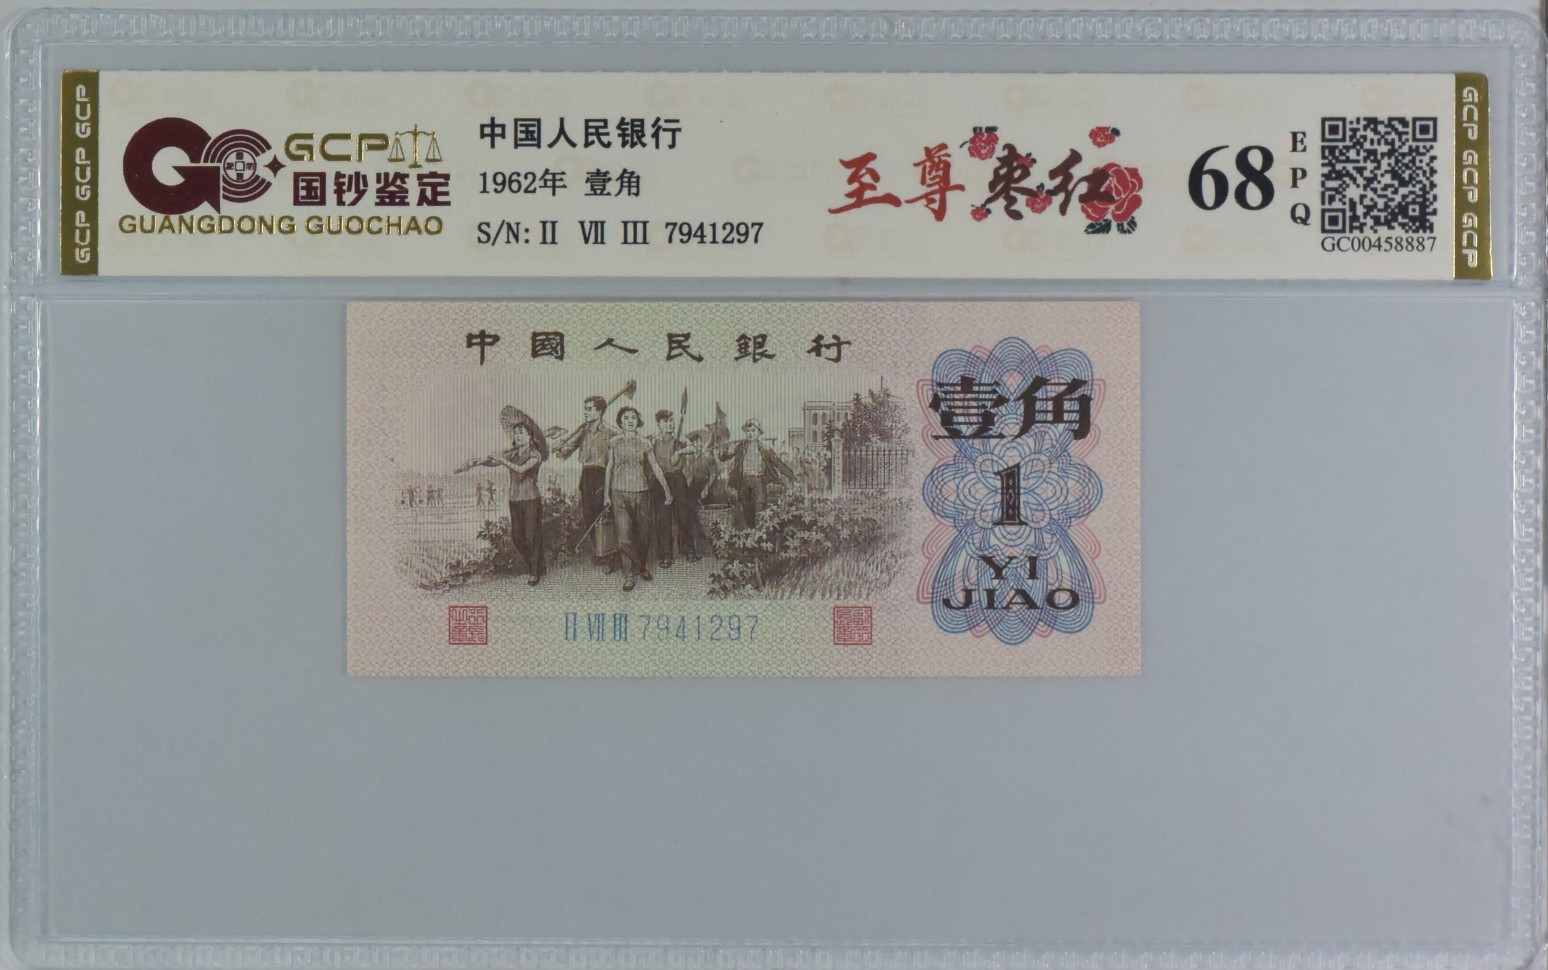 GCP GCP GCP
GCP
国钞鉴定
GUANGDONG GUOCHAO
中国人民银行
1962年 壹角
S/N: II VII III 7941297
至尊枣红
68
EPQ
GC00458887
GCP GCP GCP
中國人民銀行
壹角
1
YI
JIAO
II VII III 7941297